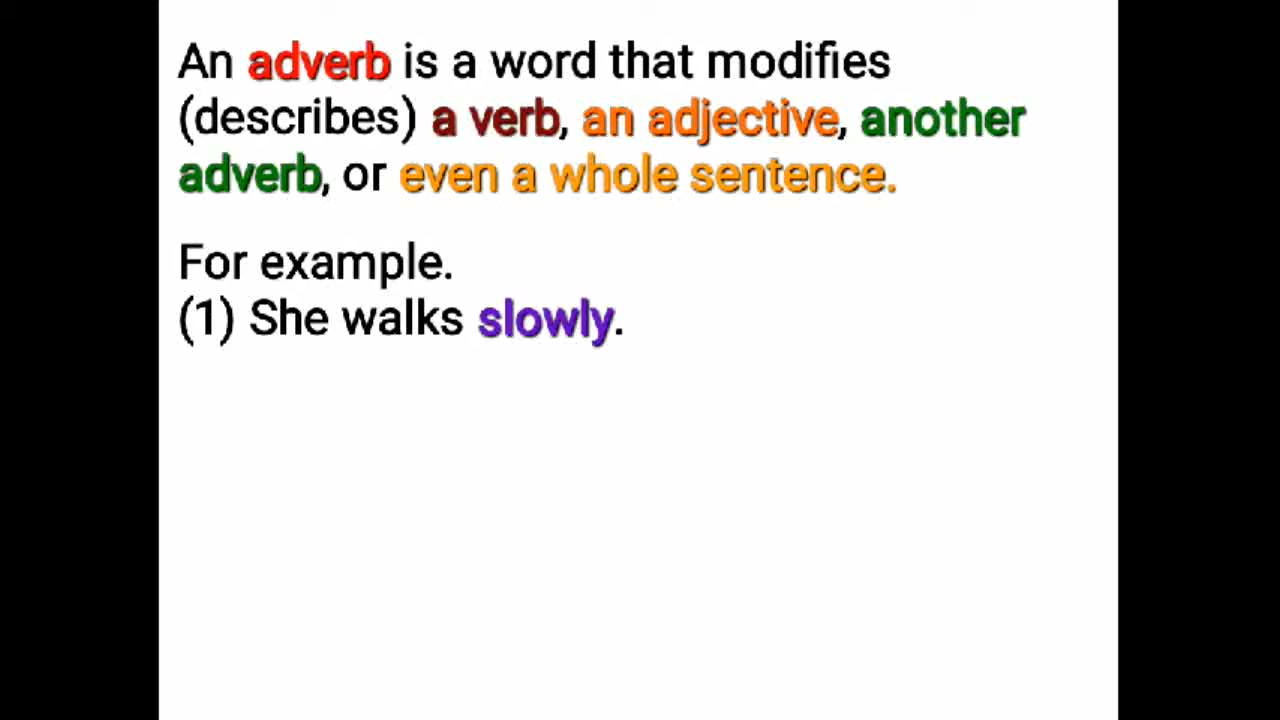 An adverb is a word that modifies
(describes) a verb, an adjective, another
adverb, or even a whole sentence.
For example.
(1) She walks slowly.